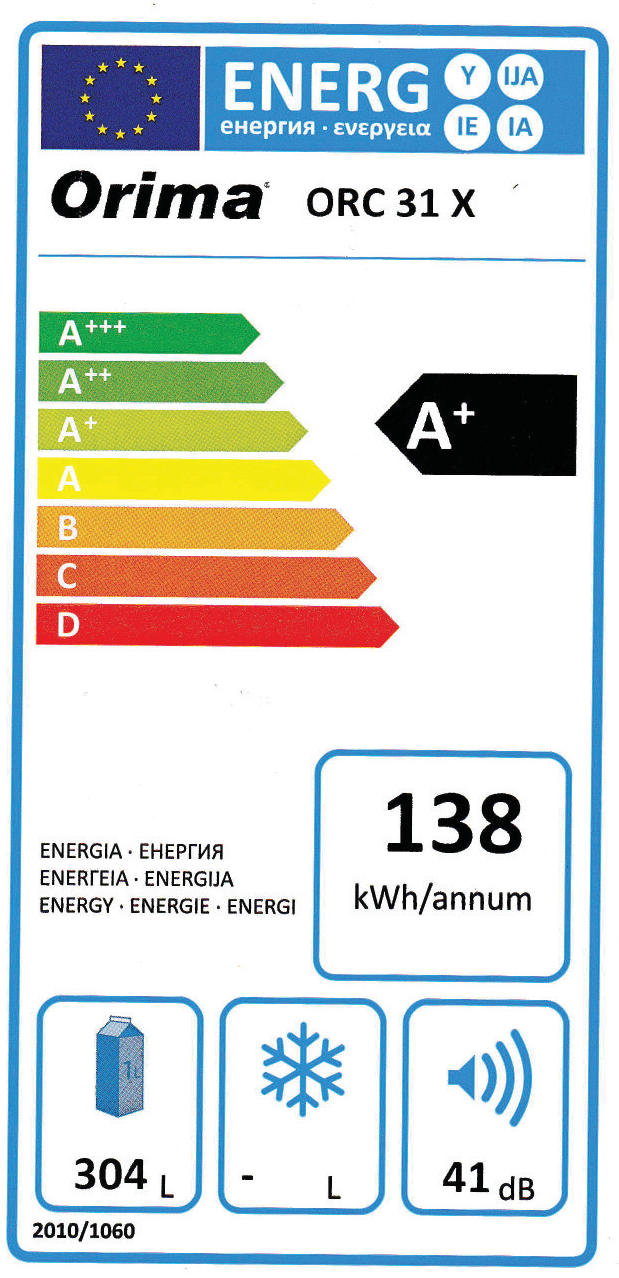 ENERG Y IJA
енергия · ενεργεια IE IA
Orima ORC 31 X
A+++
A++
A+
A+
A
B
C
D
138
kWh/annum
ENERGIA · ЕНЕРГИЯ
ΕΝΕΡΓΕΙΑ · ENERGIJA
ENERGY · ENERGIE · ENERGI
1L
304 L
- L
41 dB
2010/1060